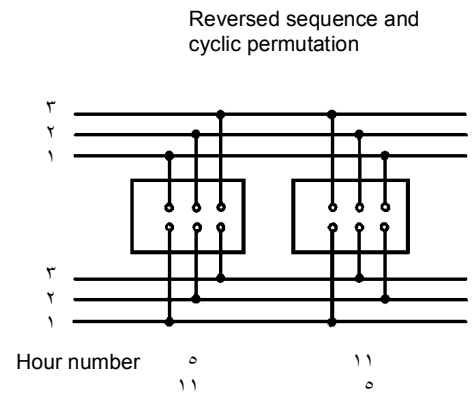 Reversed sequence and
cyclic permutation
٣
٢
١
٣
٢
١
Hour number ٥ ١١
١١ ٥